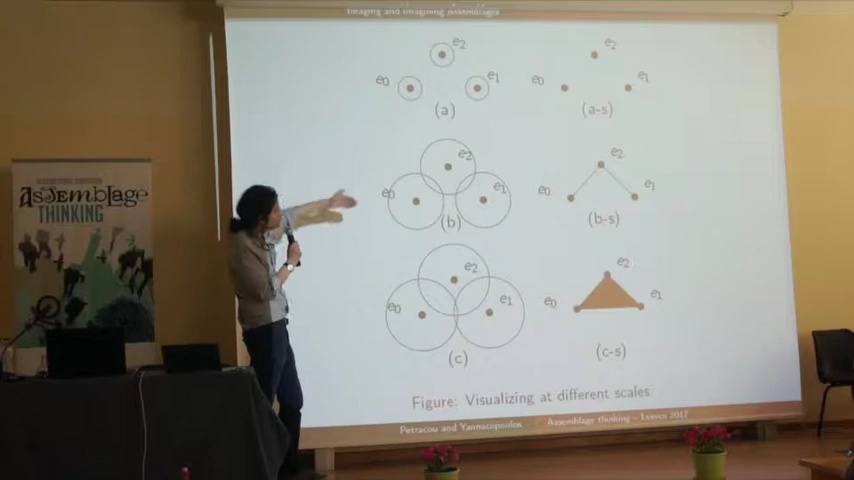 Imaging and Imagining Assemblages
e2
e0 e1
(a)
e2
e0 e1
(a-s)
e2
e0 e1
(b)
e2
e0 e1
(b-s)
e2
e0 e1
(c)
e2
e0 e1
(c-s)
Figure: Visualizing at different scales
Petracou and Yannacopoulos Assemblage thinking — Lesvos 2017
AsSEmbLage
THINKING